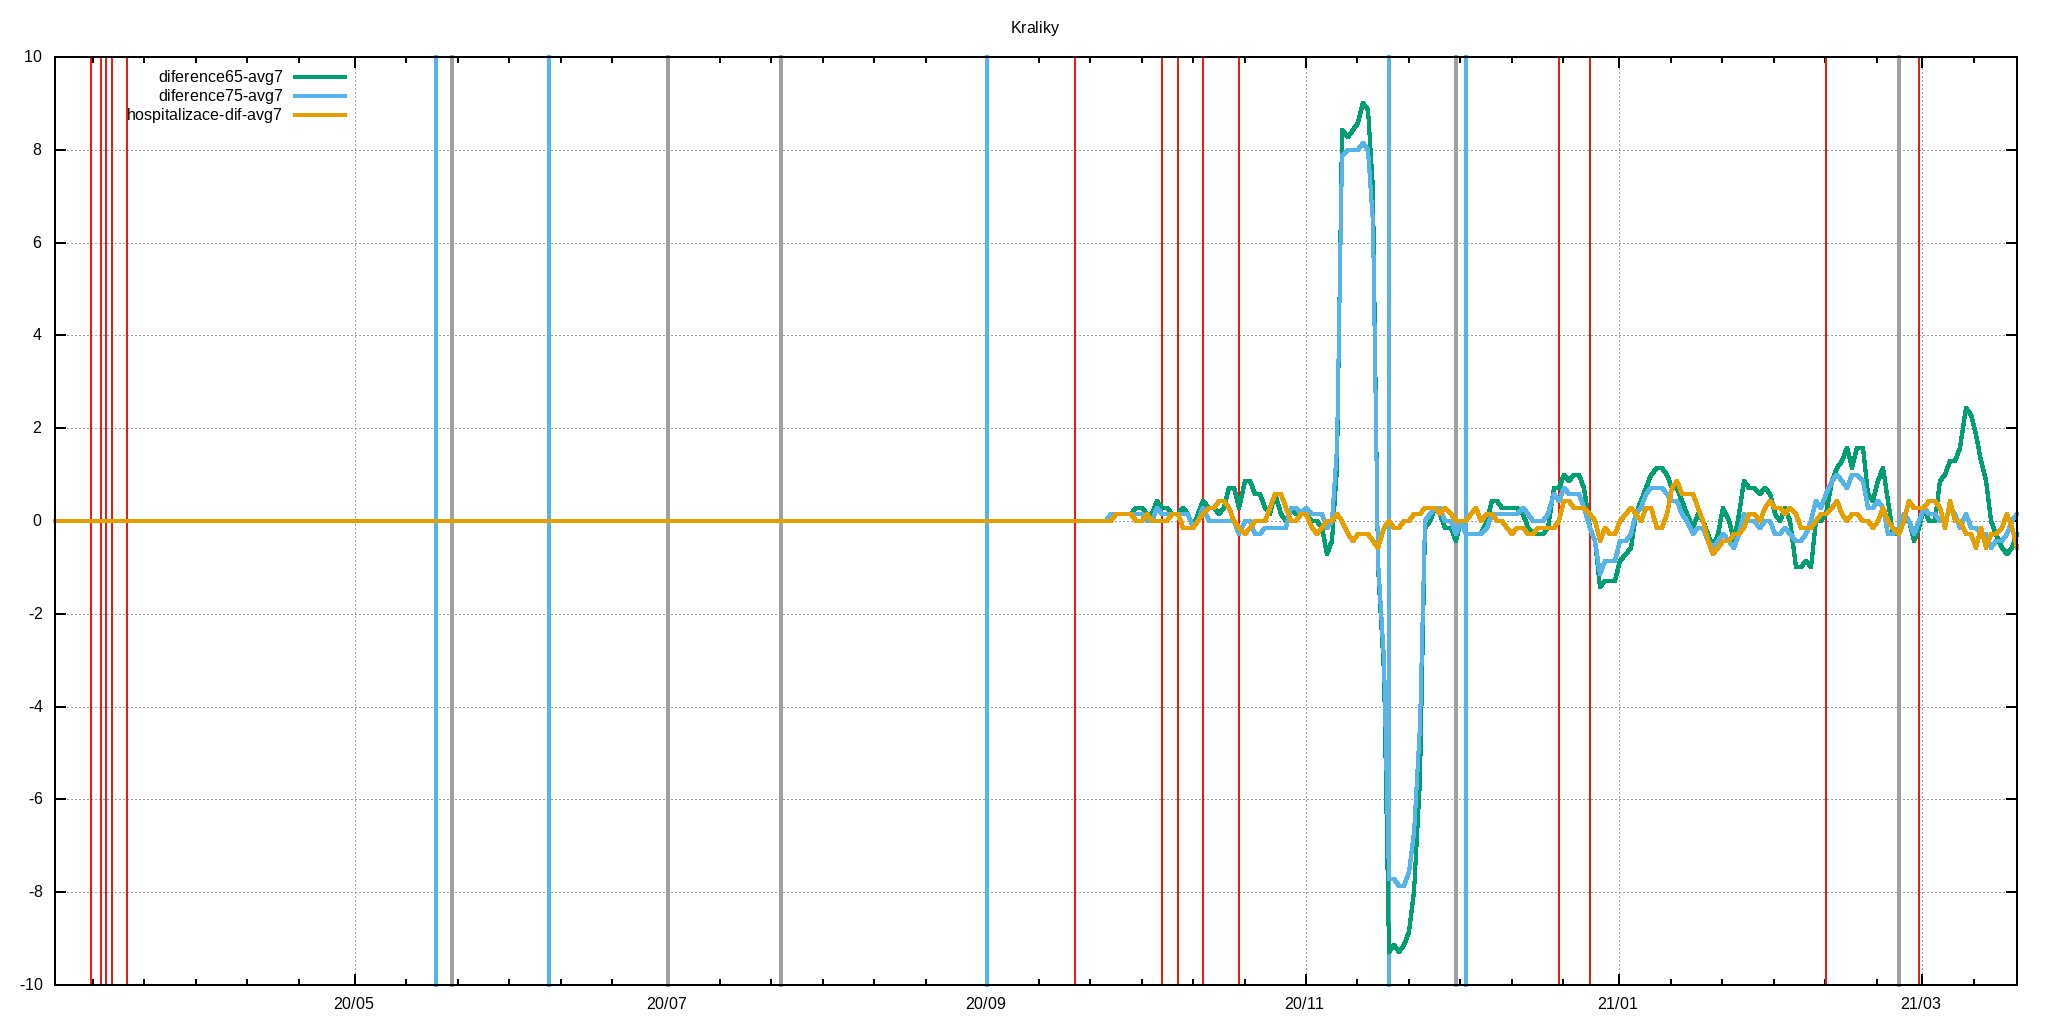 Kraliky
diference65-avg7
diference75-avg7
hospitalizace-dif-avg7
10
8
6
4
2
0
-2
-4
-6
-8
-10
20/05 20/07 20/09 20/11 21/01 21/03